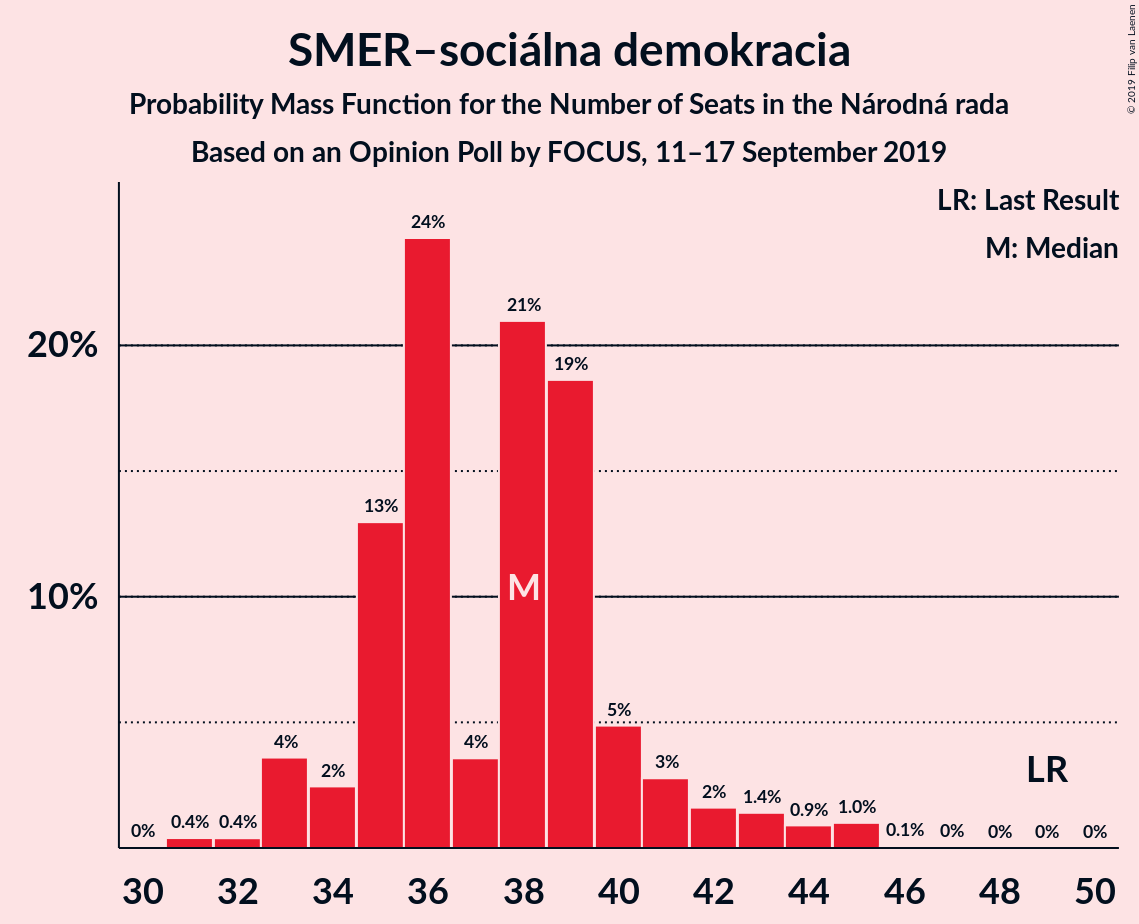 SMER–sociálna demokracia
Probability Mass Function for the Number of Seats in the Národná rada
Based on an Opinion Poll by FOCUS, 11–17 September 2019
© 2019 Filip van Laenen
LR: Last Result
M: Median
24%
21%
20%
19%
13%
M
10%
5%
4%
2%
4%
3%
LR
2%
1.4%
0.9%
1.0%
0%
0.4%
0.4%
0.1%
0%
0%
0%
0%
30 32 34 36 38 40 42 44 46 48 50